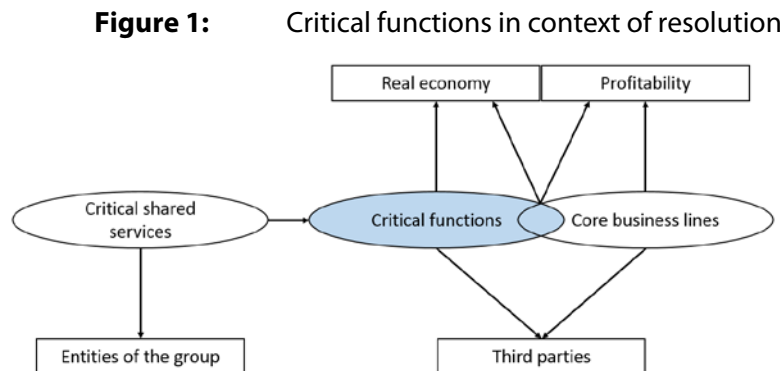 Figure 1: Critical functions in context of resolution
Real economy
Profitability
Critical shared
services
Critical functions
Core business lines
Entities of the group
Third parties